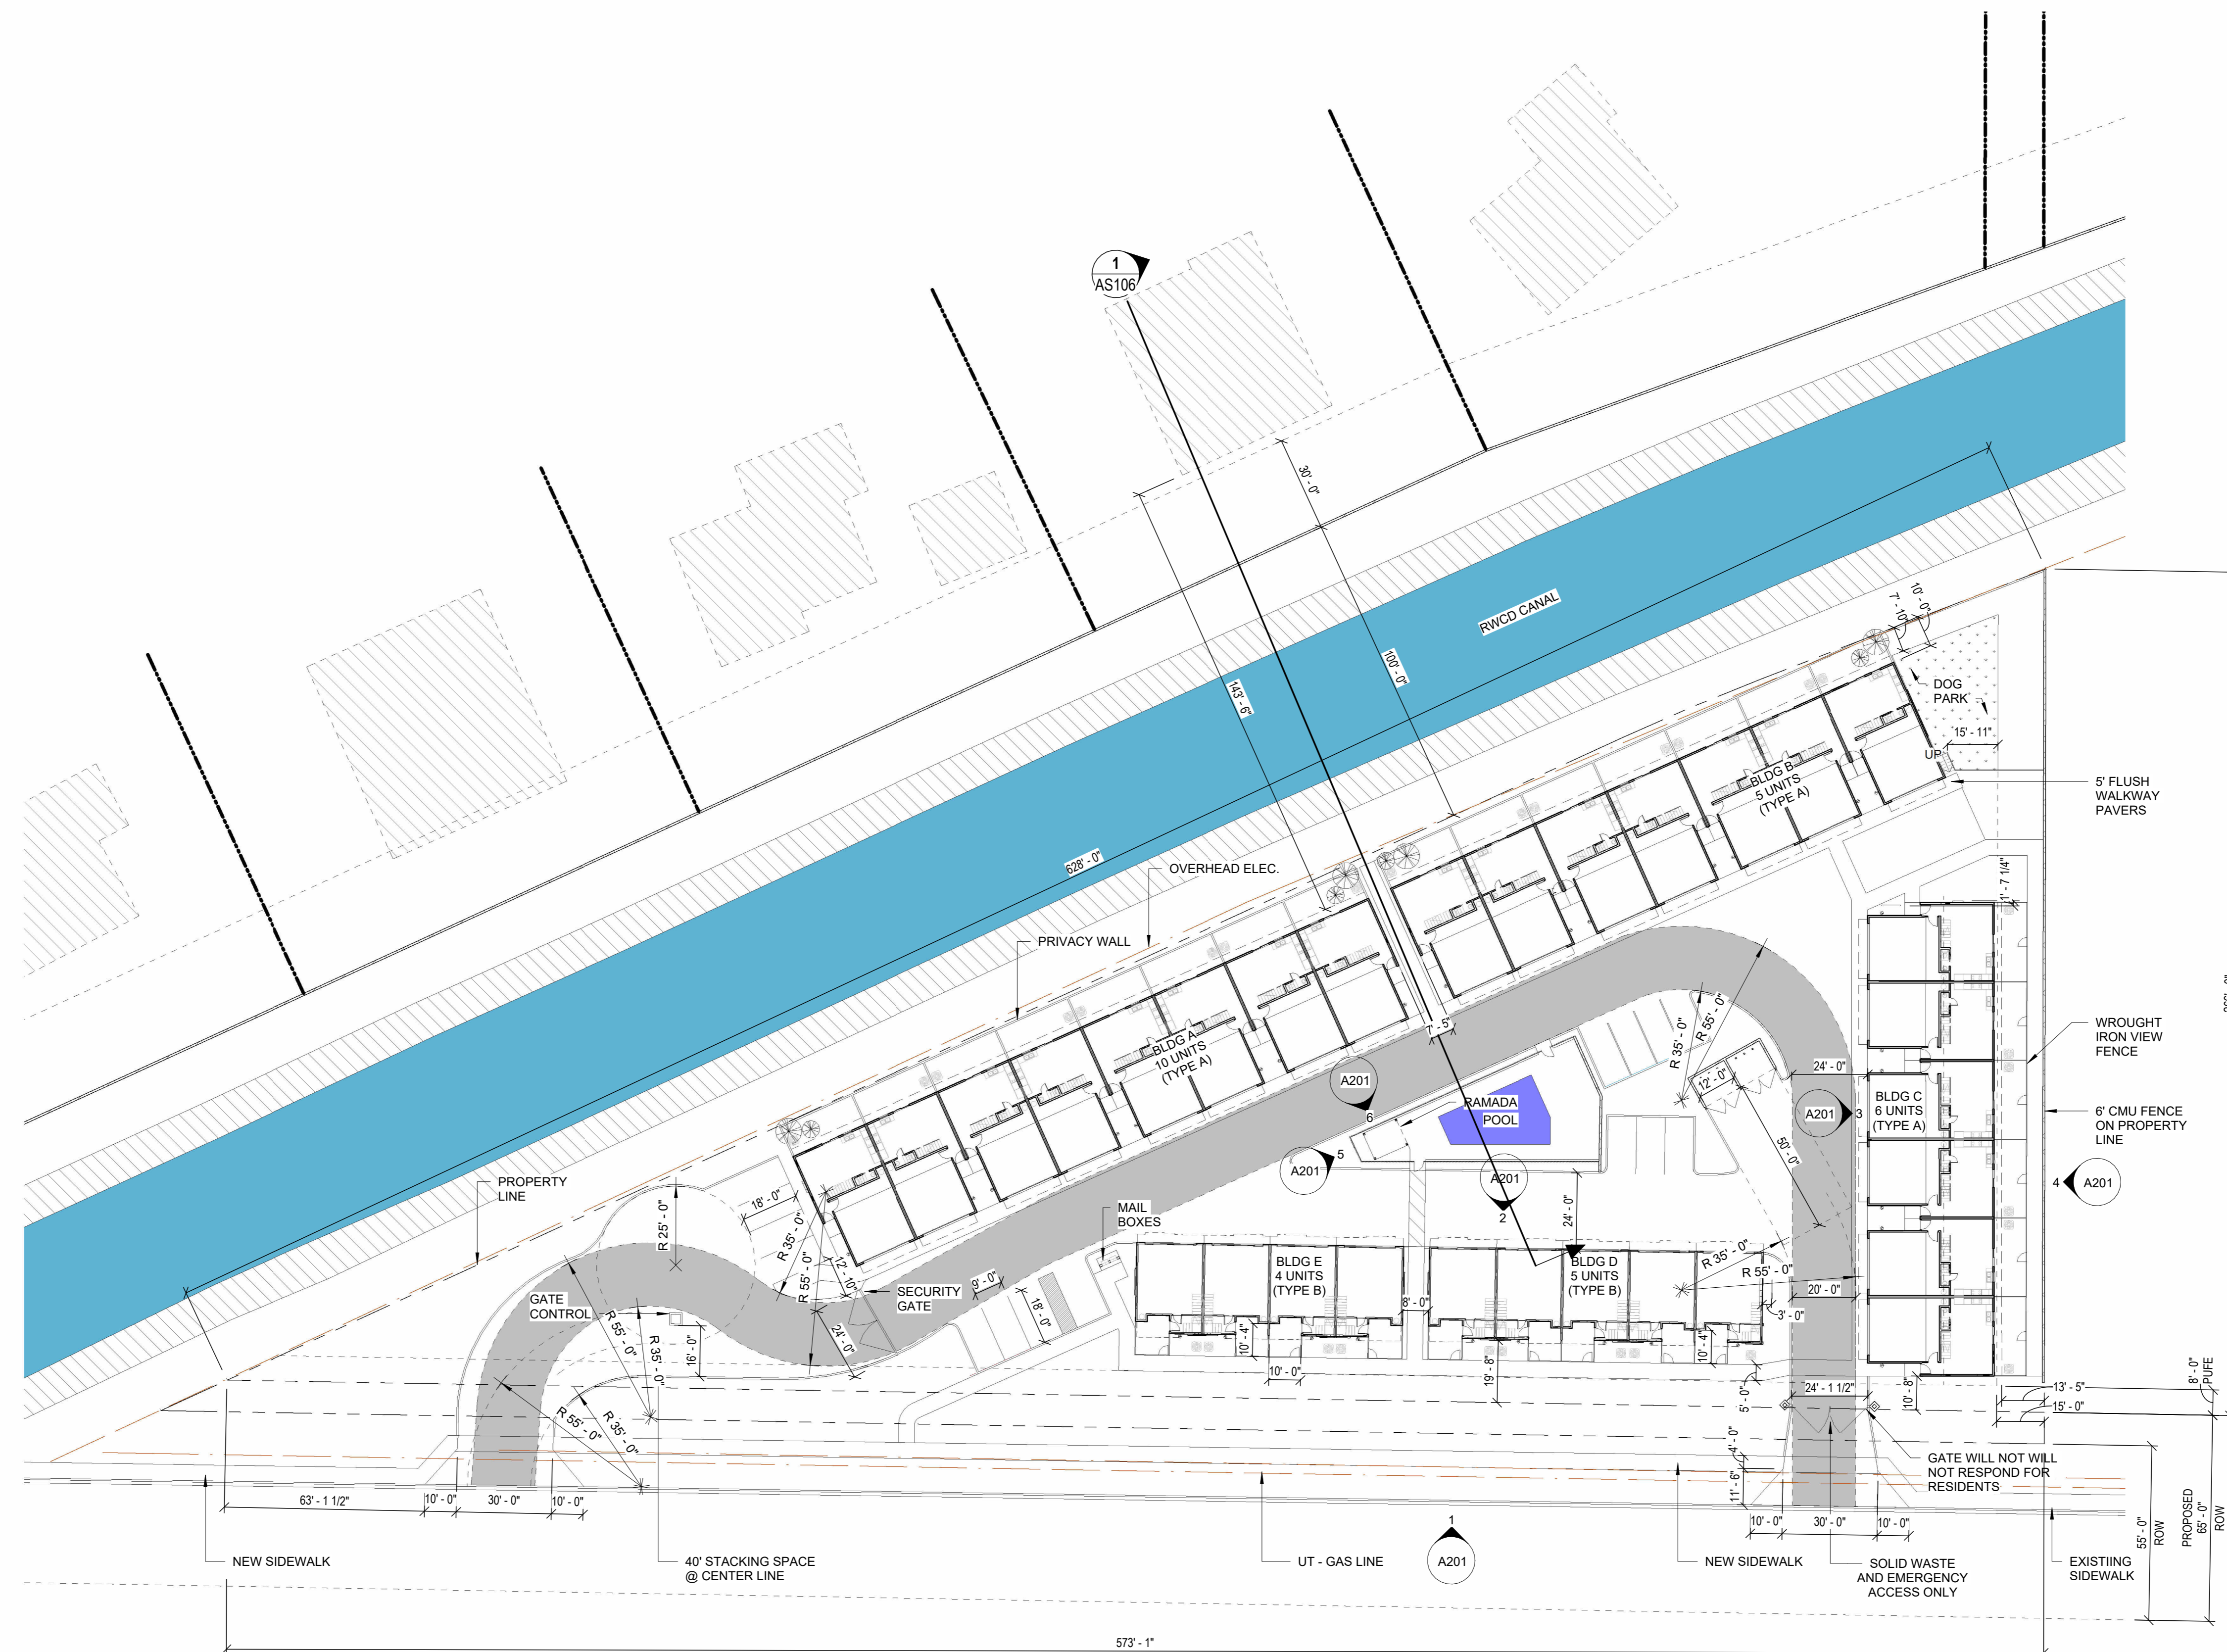 1
AS106
30' - 0"
RWCD CANAL
143' - 6"
100' - 0"
628' - 0"
10' - 0"
7' - 10"
DOG
PARK
15' - 11"
UP
5' FLUSH
WALKWAY
PAVERS
BLDG B
5 UNITS
(TYPE A)
OVERHEAD ELEC.
PRIVACY WALL
BLDG A
10 UNITS
(TYPE A)
7' - 5"
R 35' - 0"
R 55' - 0"
WROUGHT
IRON VIEW
FENCE
24' - 0"
12' - 0"
A201
3
BLDG C
6 UNITS
(TYPE A)
6' CMU FENCE
ON PROPERTY
LINE
A201
6
RAMADA
POOL
A201
5
A201
2
4
A201
50' - 0"
24' - 0"
PROPERTY
LINE
18' - 0"
R 25' - 0"
R 35' - 0"
R 55' - 0"
12' - 10"
MAIL
BOXES
SECURITY
GATE
9' - 0"
18' - 0"
24' - 0"
GATE
CONTROL
R 55' - 0"
R 35' - 0"
16' - 0"
BLDG E
4 UNITS
(TYPE B)
BLDG D
5 UNITS
(TYPE B)
R 35' - 0"
R 55' - 0"
20' - 0"
3' - 0"
8' - 0"
10' - 4"
10' - 0"
19' - 8"
10' - 4"
5' - 0"
24' - 1 1/2"
10' - 8"
13' - 5"
15' - 0"
8' - 0"
PUFE
R 55' - 0"
R 35' - 0"
4' - 0"
11' - 6"
GATE WILL NOT WILL
NOT RESPOND FOR
RESIDENTS
63' - 1 1/2"
10' - 0"
30' - 0"
10' - 0"
10' - 0"
30' - 0"
10' - 0"
55' - 0"
ROW
PROPOSED
65' - 0"
ROW
NEW SIDEWALK
40' STACKING SPACE
@ CENTER LINE
UT - GAS LINE
1
A201
NEW SIDEWALK
SOLID WASTE
AND EMERGENCY
ACCESS ONLY
EXISTIING
SIDEWALK
573' - 1"